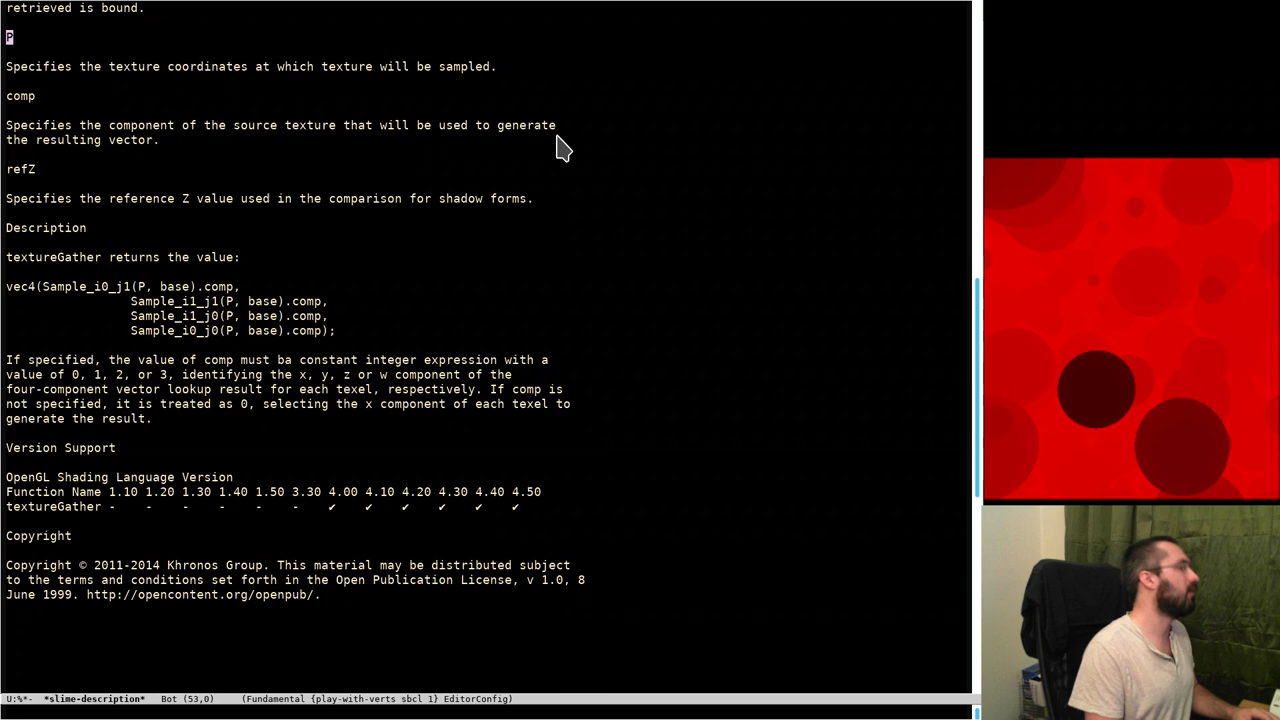 retrieved is bound.
P
Specifies the texture coordinates at which texture will be sampled.
comp
Specifies the component of the source texture that will be used to generate
the resulting vector.
refZ
Specifies the reference Z value used in the comparison for shadow forms.
Description
textureGather returns the value:
vec4(Sample_i0_j1(P, base).comp,
Sample_i1_j1(P, base).comp,
Sample_i1_j0(P, base).comp,
Sample_i0_j0(P, base).comp);
If specified, the value of comp must ba constant integer expression with a
value of 0, 1, 2, or 3, identifying the x, y, z or w component of the
four-component vector lookup result for each texel, respectively. If comp is
not specified, it is treated as 0, selecting the x component of each texel to
generate the result.
Version Support
OpenGL Shading Language Version
Function Name 1.10 1.20 1.30 1.40 1.50 3.30 4.00 4.10 4.20 4.30 4.40 4.50
textureGather - - - - - - ✔ ✔ ✔ ✔ ✔ ✔
Copyright
Copyright © 2011-2014 Khronos Group. This material may be distributed subject
to the terms and conditions set forth in the Open Publication License, v 1.0, 8
June 1999. http://opencontent.org/openpub/.
U:%*- *slime-description* Bot (53,0) (Fundamental {play-with-verts sbcl 1} EditorConfig)